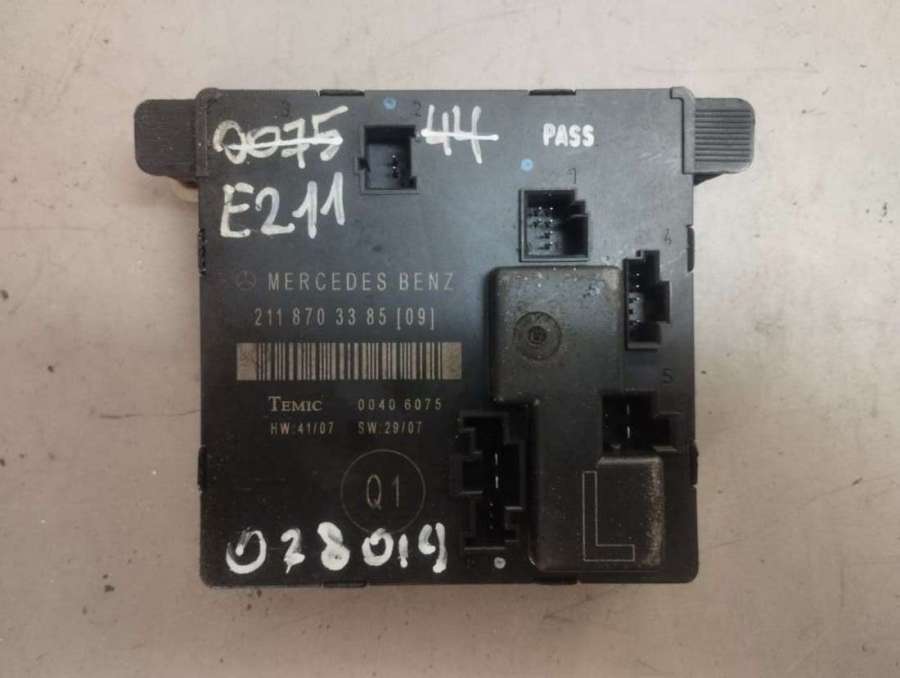 3
2
0075
44
PASS
E211
1
4
MERCEDES BENZ
211 870 33 85 [09]
TEMIC 0040 6075
5
HW:41/07 SW:29/07
Q1
L
028019